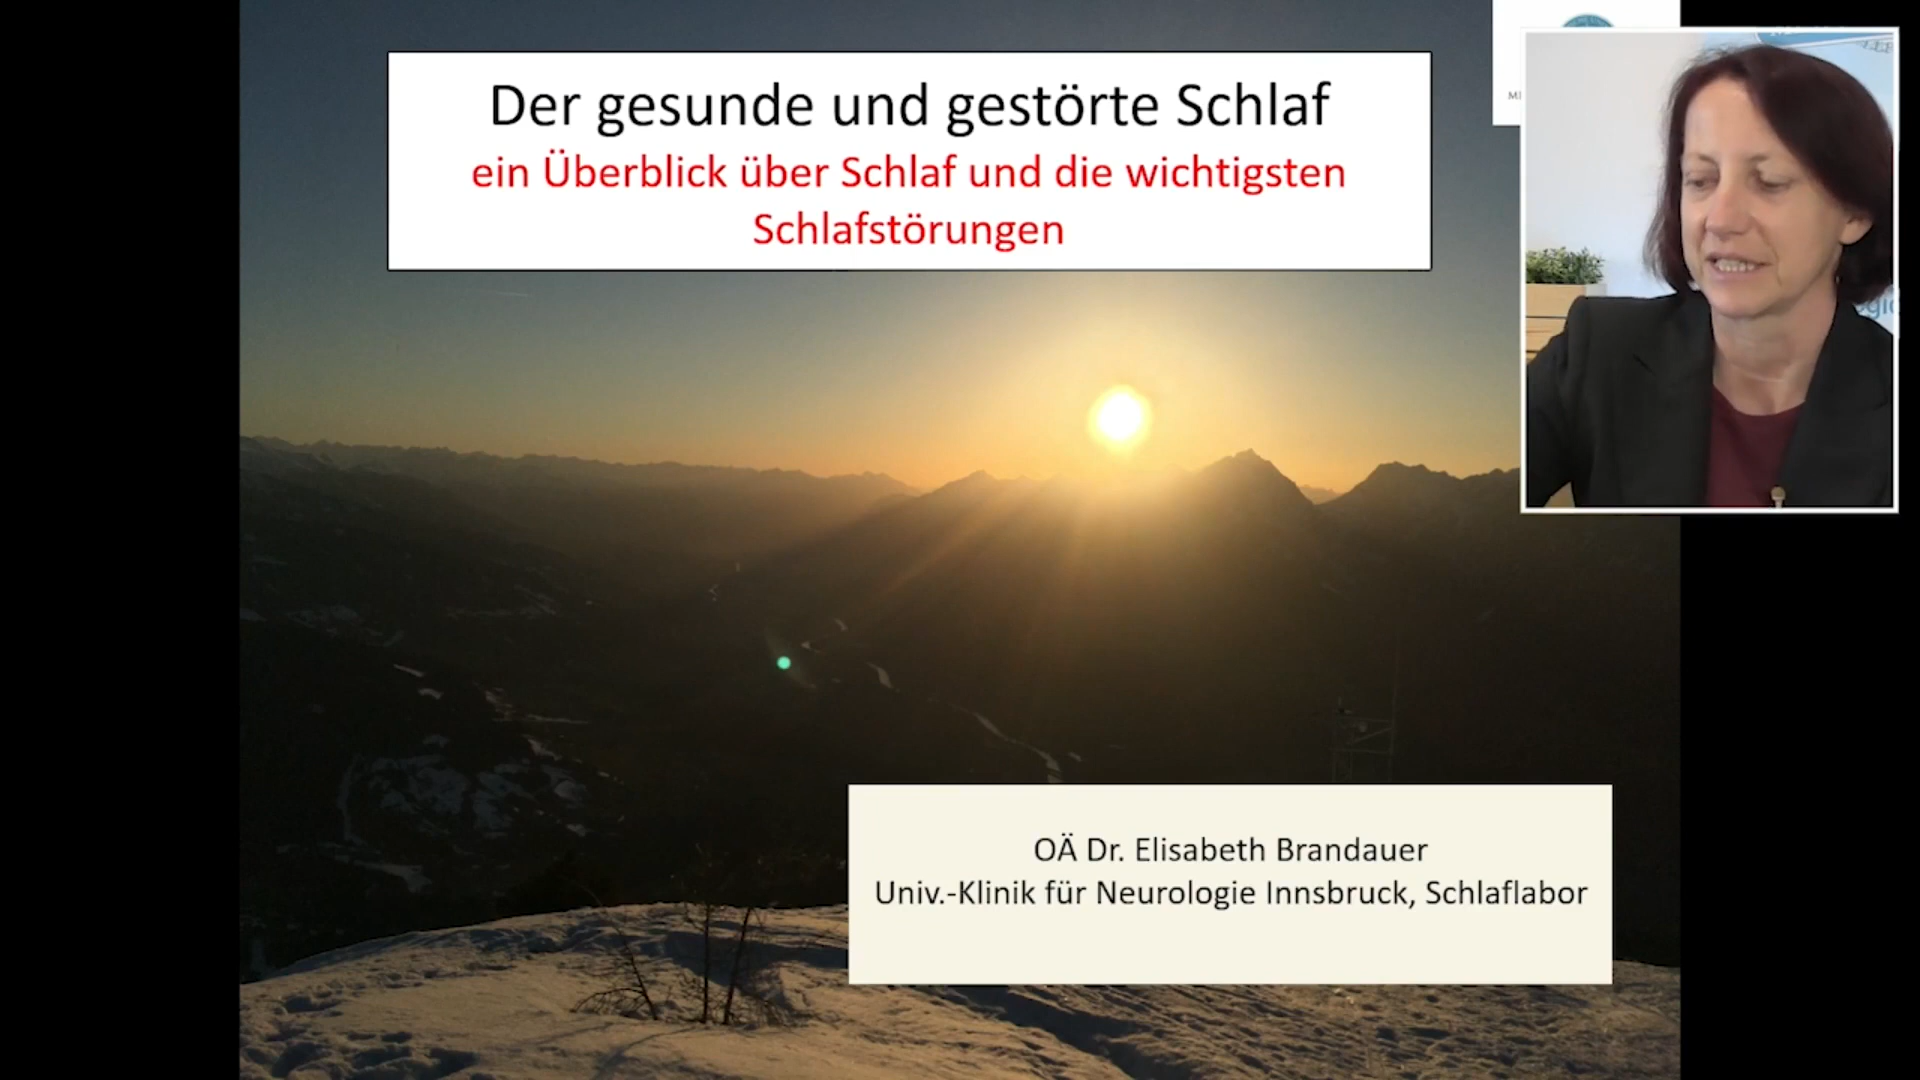 Der gesunde und gestörte Schlaf
ein Überblick über Schlaf und die wichtigsten
Schlafstörungen
OÄ Dr. Elisabeth Brandauer
Univ.-Klinik für Neurologie Innsbruck, Schlaflabor